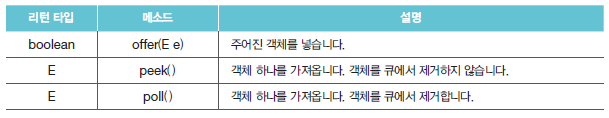 리턴 타입 메소드 설명
boolean offer(E e) 주어진 객체를 넣습니다.
E peek() 객체 하나를 가져옵니다. 객체를 큐에서 제거하지 않습니다.
E poll() 객체 하나를 가져옵니다. 객체를 큐에서 제거합니다.